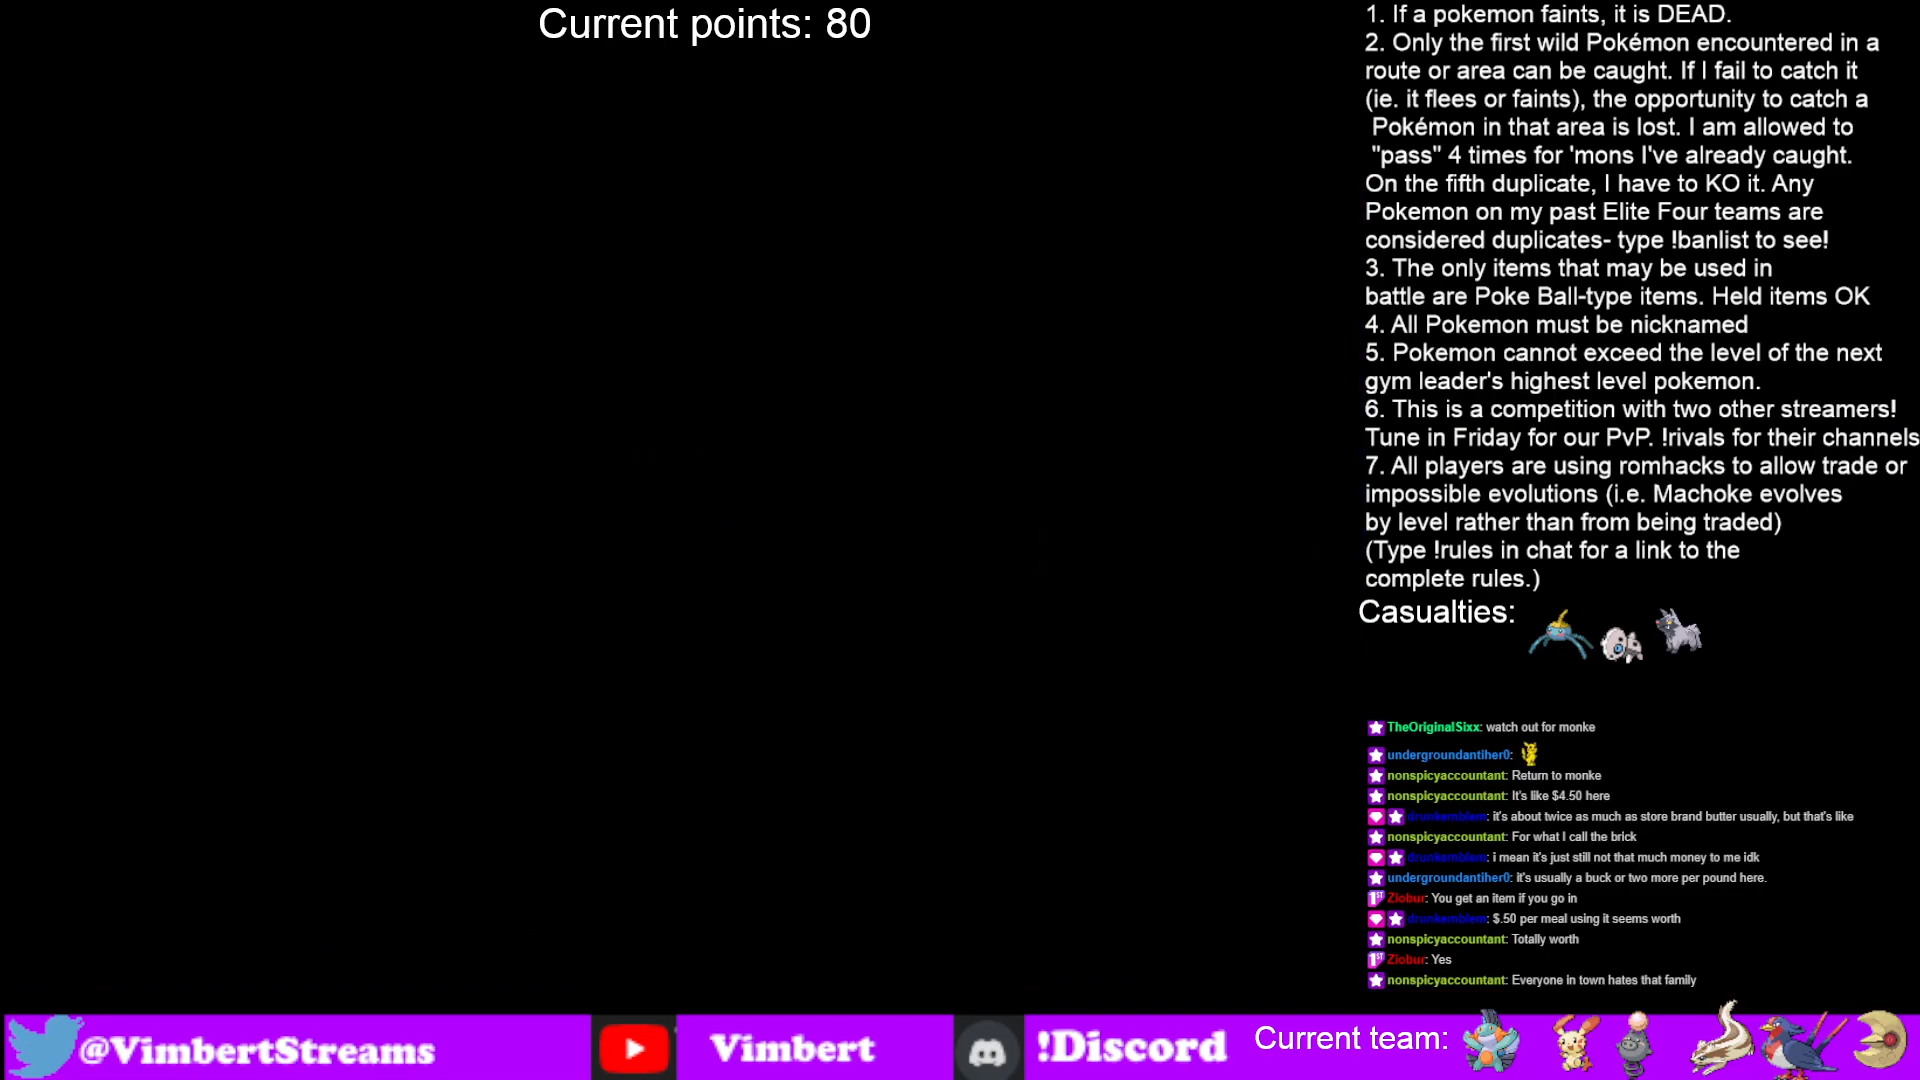 Current points: 80
1. If a pokemon faints, it is DEAD.
2. Only the first wild Pokémon encountered in a
route or area can be caught. If I fail to catch it
(ie. it flees or faints), the opportunity to catch a
Pokémon in that area is lost. I am allowed to
"pass" 4 times for 'mons I've already caught.
On the fifth duplicate, I have to KO it. Any
Pokemon on my past Elite Four teams are
considered duplicates- type !banlist to see!
3. The only items that may be used in
battle are Poke Ball-type items. Held items OK
4. All Pokemon must be nicknamed
5. Pokemon cannot exceed the level of the next
gym leader's highest level pokemon.
6. This is a competition with two other streamers!
Tune in Friday for our PvP. !rivals for their channels
7. All players are using romhacks to allow trade or
impossible evolutions (i.e. Machoke evolves
by level rather than from being traded)
(Type !rules in chat for a link to the
complete rules.)
Casualties:
TheOriginalSixx: watch out for monke
undergroundantiher0:
nonspicyaccountant: Return to monke
nonspicyaccountant: It's like $4.50 here
drunkemblem: it's about twice as much as store brand butter usually, but that's like
nonspicyaccountant: For what I call the brick
drunkemblem: i mean it's just still not that much money to me idk
undergroundantiher0: it's usually a buck or two more per pound here.
1ST Ziobur: You get an item if you go in
drunkemblem: $.50 per meal using it seems worth
nonspicyaccountant: Totally worth
1ST Ziobur: Yes
nonspicyaccountant: Everyone in town hates that family
@VimbertStreams
Vimbert
!Discord
Current team: